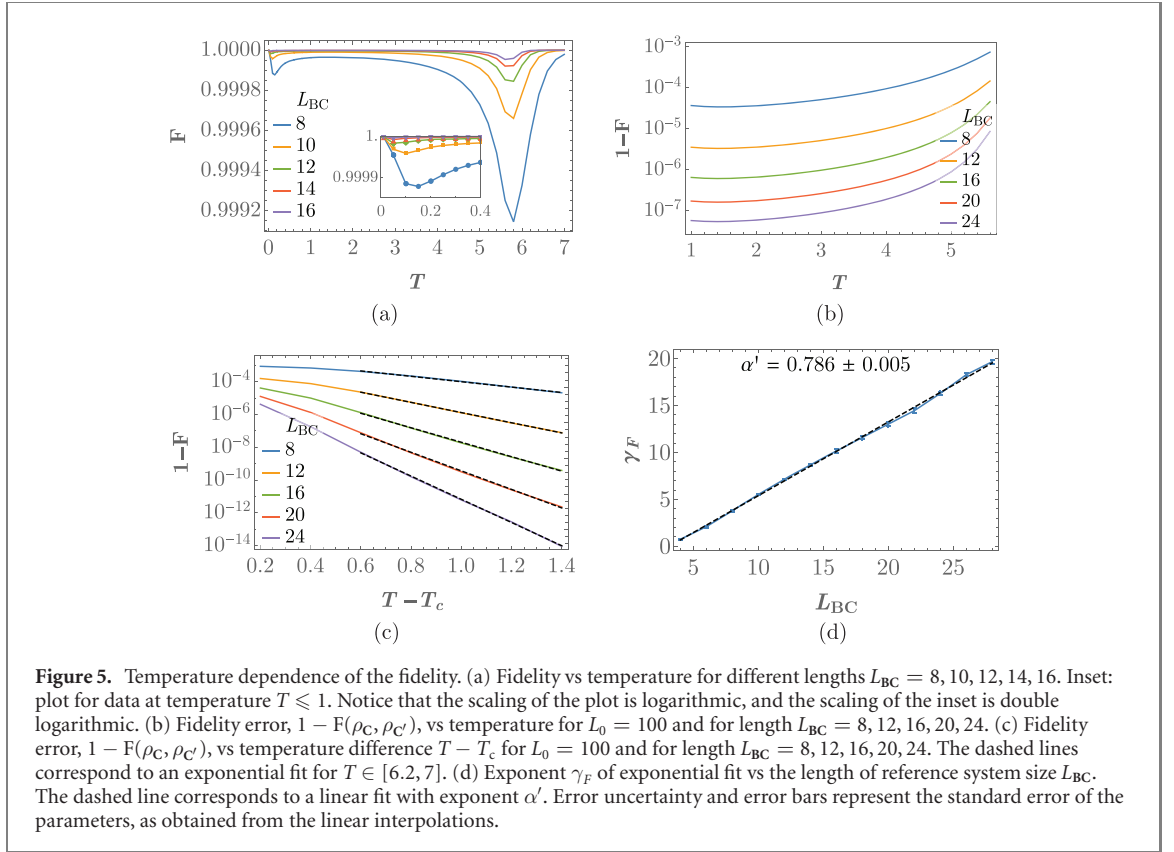 1.0000
0.9998
0.9996
0.9994
0.9992
F
L_BC
8
10
12
14
16
1.
0.9999
0 0.2 0.4
0 1 2 3 4 5 6 7
T
(a)
10^−3
10^−4
10^−5
10^−6
10^−7
1−F
L_BC
8
12
16
20
24
1 2 3 4 5
T
(b)
10^−4
10^−6
10^−8
10^−10
10^−12
10^−14
1−F
L_BC
8
12
16
20
24
0.2 0.4 0.6 0.8 1.0 1.2 1.4
T − T_c
(c)
α' = 0.786 ± 0.005
20
15
10
5
0
γ_F
5 10 15 20 25
L_BC
(d)
Figure 5. Temperature dependence of the fidelity. (a) Fidelity vs temperature for different lengths L_BC = 8, 10, 12, 14, 16. Inset:
plot for data at temperature T ⩽ 1. Notice that the scaling of the plot is logarithmic, and the scaling of the inset is double
logarithmic. (b) Fidelity error, 1 − F(ρ_C, ρ_C′), vs temperature for L_0 = 100 and for length L_BC = 8, 12, 16, 20, 24. (c) Fidelity
error, 1 − F(ρ_C, ρ_C′), vs temperature difference T − T_c for L_0 = 100 and for length L_BC = 8, 12, 16, 20, 24. The dashed lines
correspond to an exponential fit for T ∈ [6.2, 7]. (d) Exponent γ_F of exponential fit vs the length of reference system size L_BC.
The dashed line corresponds to a linear fit with exponent α′. Error uncertainty and error bars represent the standard error of the
parameters, as obtained from the linear interpolations.